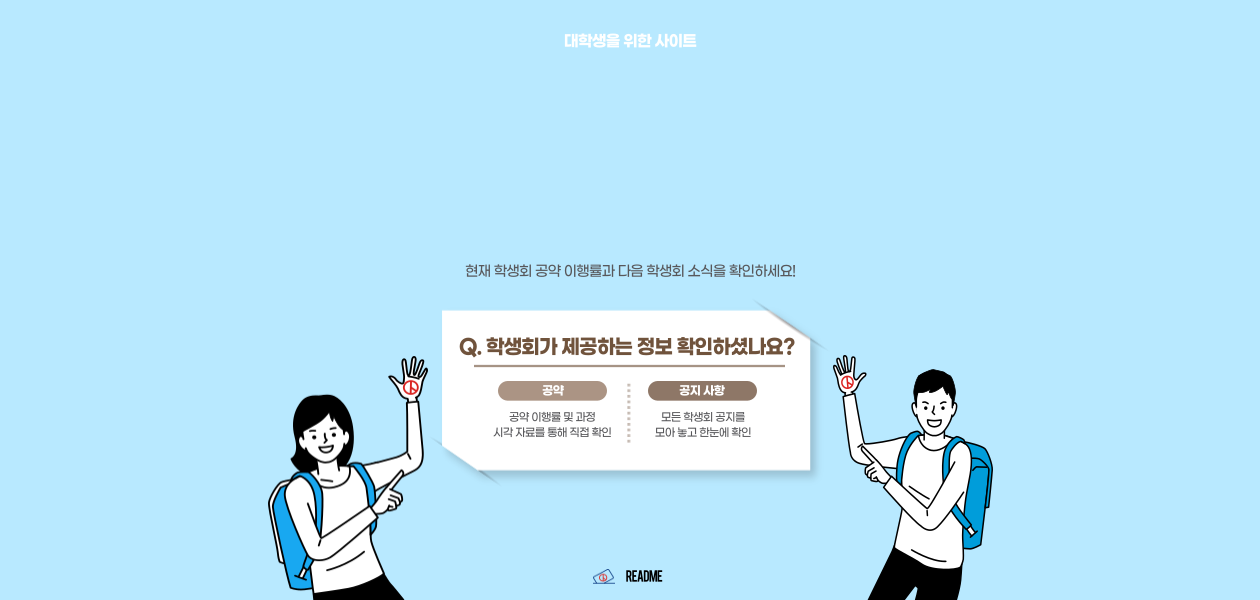 대학생을 위한 사이트
현재 학생회 공약 이행률과 다음 학생회 소식을 확인하세요!
Q. 학생회가 제공하는 정보 확인하셨나요?
공약
공약 이행률 및 과정
시각 자료를 통해 직접 확인
공지 사항
모든 학생회 공지를
모아 놓고 한눈에 확인
README